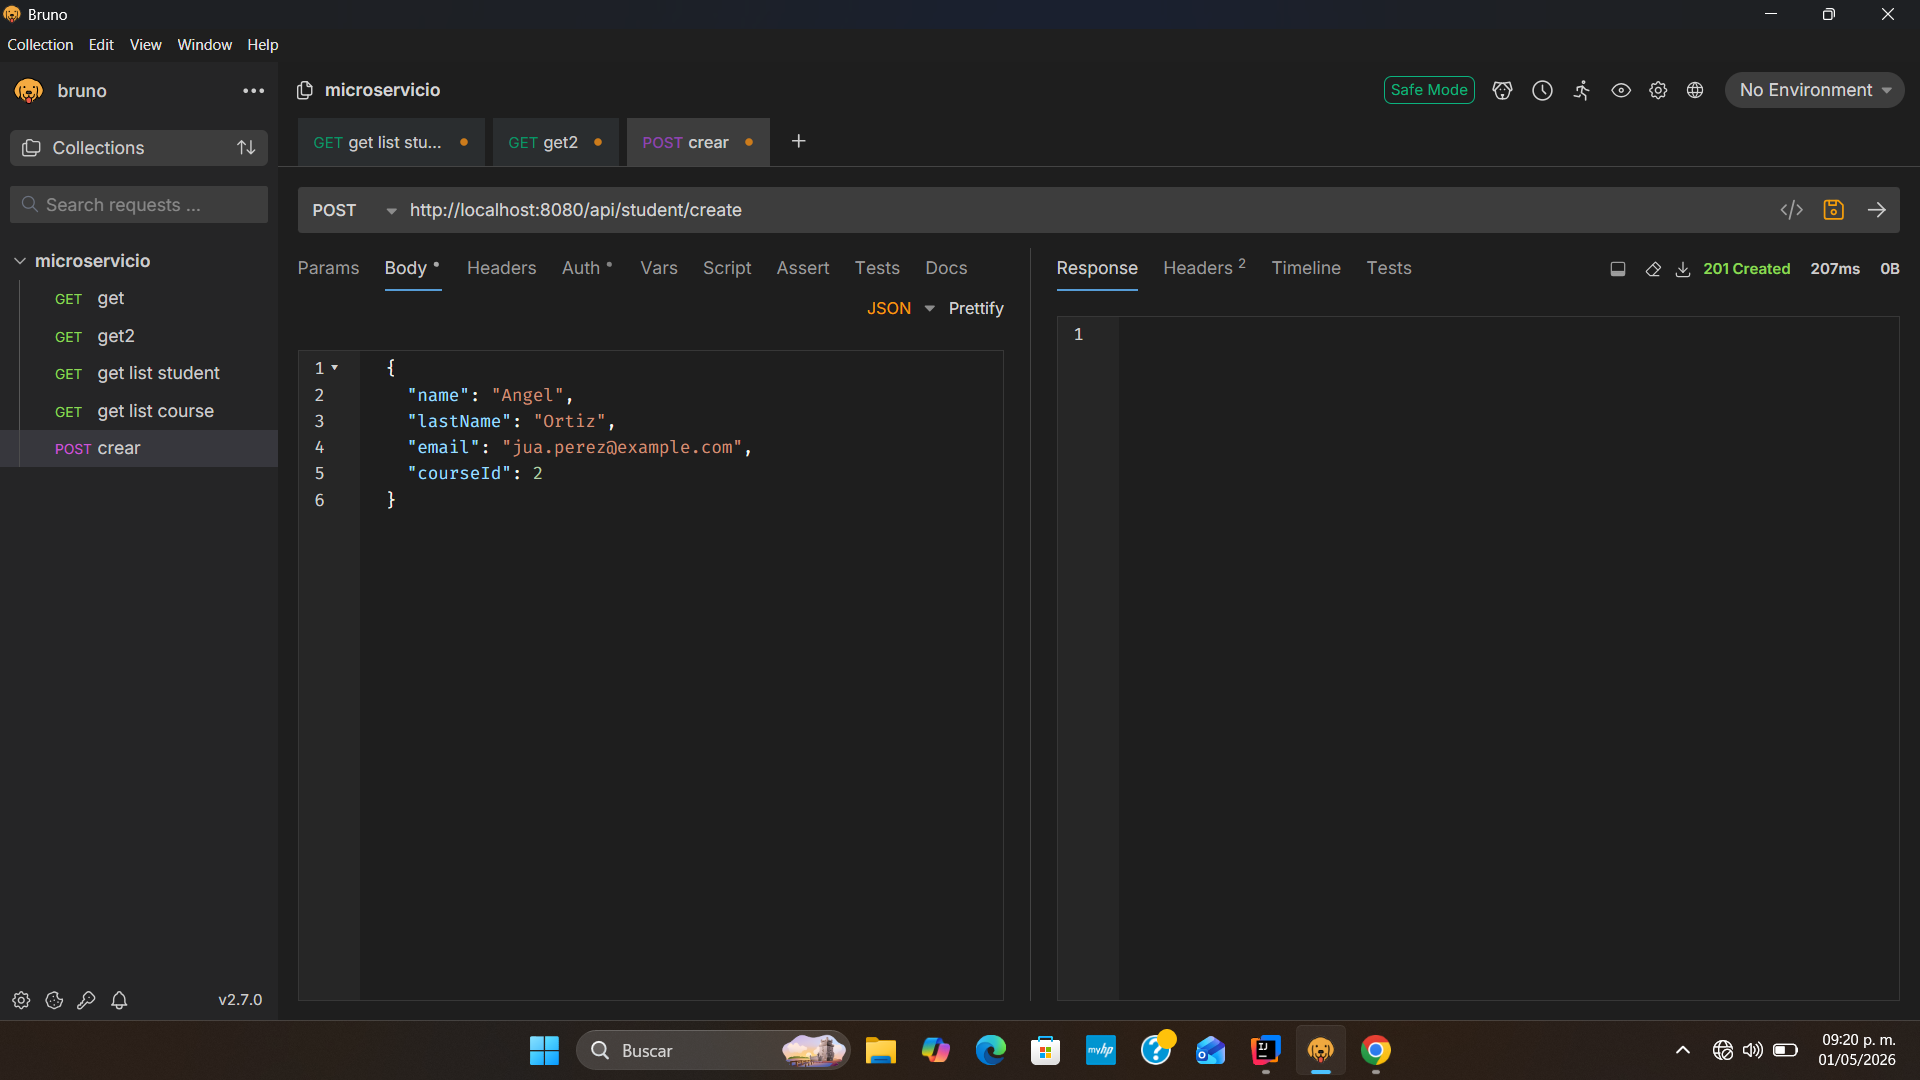 Bruno
Collection Edit View Window Help
bruno
microservicio
Safe Mode
No Environment
Collections
GET get list stu...
GET get2
POST crear
Search requests ...
POST http://localhost:8080/api/student/create
microservicio
GET get
GET get2
GET get list student
GET get list course
POST crear
Params Body Headers Auth Vars Script Assert Tests Docs
JSON Prettify
1 {
2 "name": "Angel",
3 "lastName": "Ortiz",
4 "email": "jua.perez@example.com",
5 "courseId": 2
6 }
Response Headers 2 Timeline Tests
201 Created 207ms 0B
1
v2.7.0
Buscar
myhp
IJ
09:20 p. m.
01/05/2026